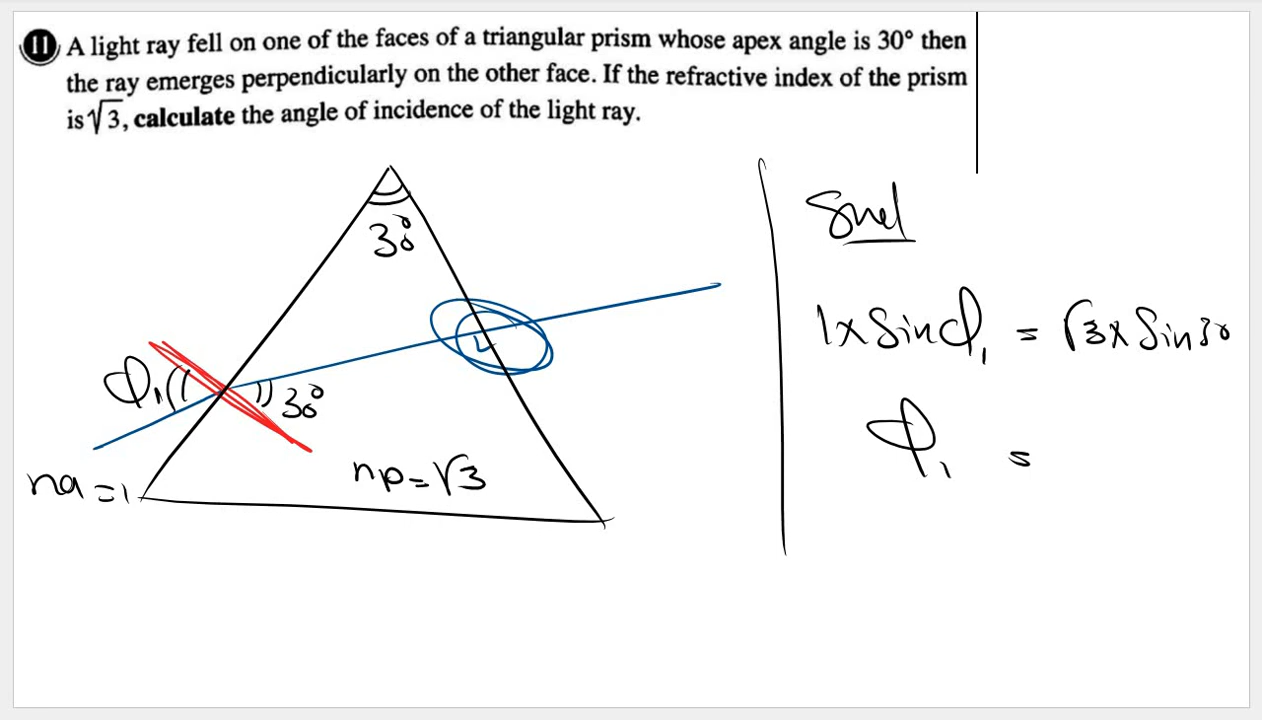 11 A light ray fell on one of the faces of a triangular prism whose apex angle is 30° then
the ray emerges perpendicularly on the other face. If the refractive index of the prism
is √3, calculate the angle of incidence of the light ray.
30°
ϕ₁
30°
na = 1
np = √3
Snel
1 x Sin ϕ₁ = √3 x Sin 30
ϕ₁ =